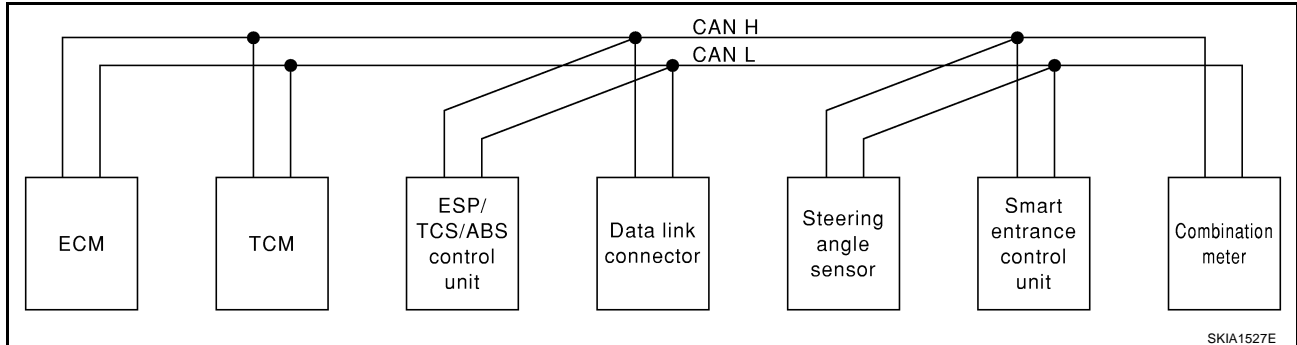 CAN H
CAN L
ECM
TCM
ESP/
TCS/ABS
control
unit
Data link
connector
Steering
angle
sensor
Smart
entrance
control
unit
Combination
meter
SKIA1527E